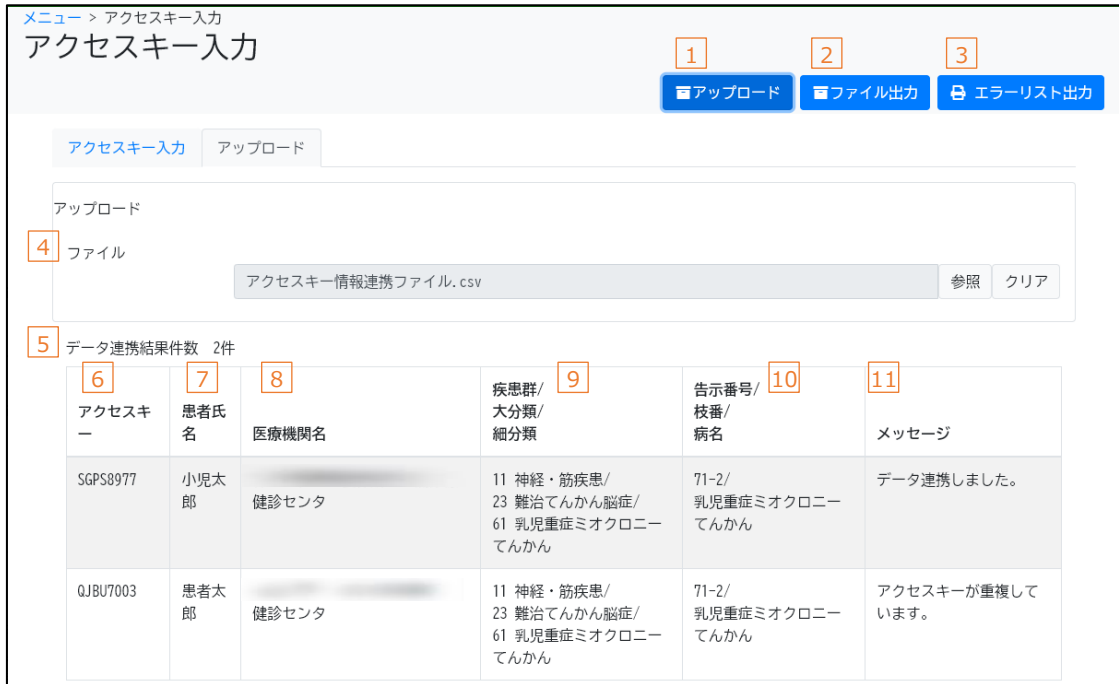 メニュー > アクセスキー入力
アクセスキー入力
1
2
3
アップロード
ファイル出力
エラーリスト出力
アクセスキー入力
アップロード
アップロード
4
ファイル
アクセスキー情報連携ファイル.csv
参照
クリア
5
データ連携結果件数 2件
6
アクセスキ
ー
7
患者氏
名
8
医療機関名
9
疾患群/
大分類/
細分類
10
告示番号/
枝番/
病名
11
メッセージ
SGPS8977
小児太
郎
健診センタ
11 神経・筋疾患/
23 難治てんかん脳症/
61 乳児重症ミオクロニー
てんかん
71-2/
乳児重症ミオクロニー
てんかん
データ連携しました。
QJBU7003
患者太
郎
健診センタ
11 神経・筋疾患/
23 難治てんかん脳症/
61 乳児重症ミオクロニー
てんかん
71-2/
乳児重症ミオクロニー
てんかん
アクセスキーが重複して
います。